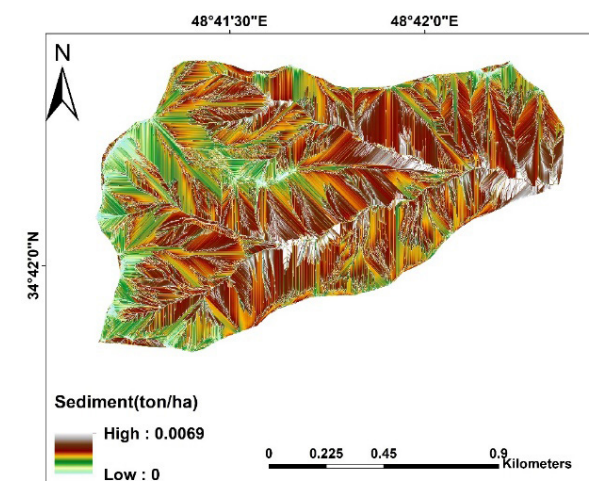 48°41'30"E 48°42'0"E
N
34°42'0"N
Sediment(ton/ha)
High : 0.0069
Low : 0
0 0.225 0.45 0.9
Kilometers